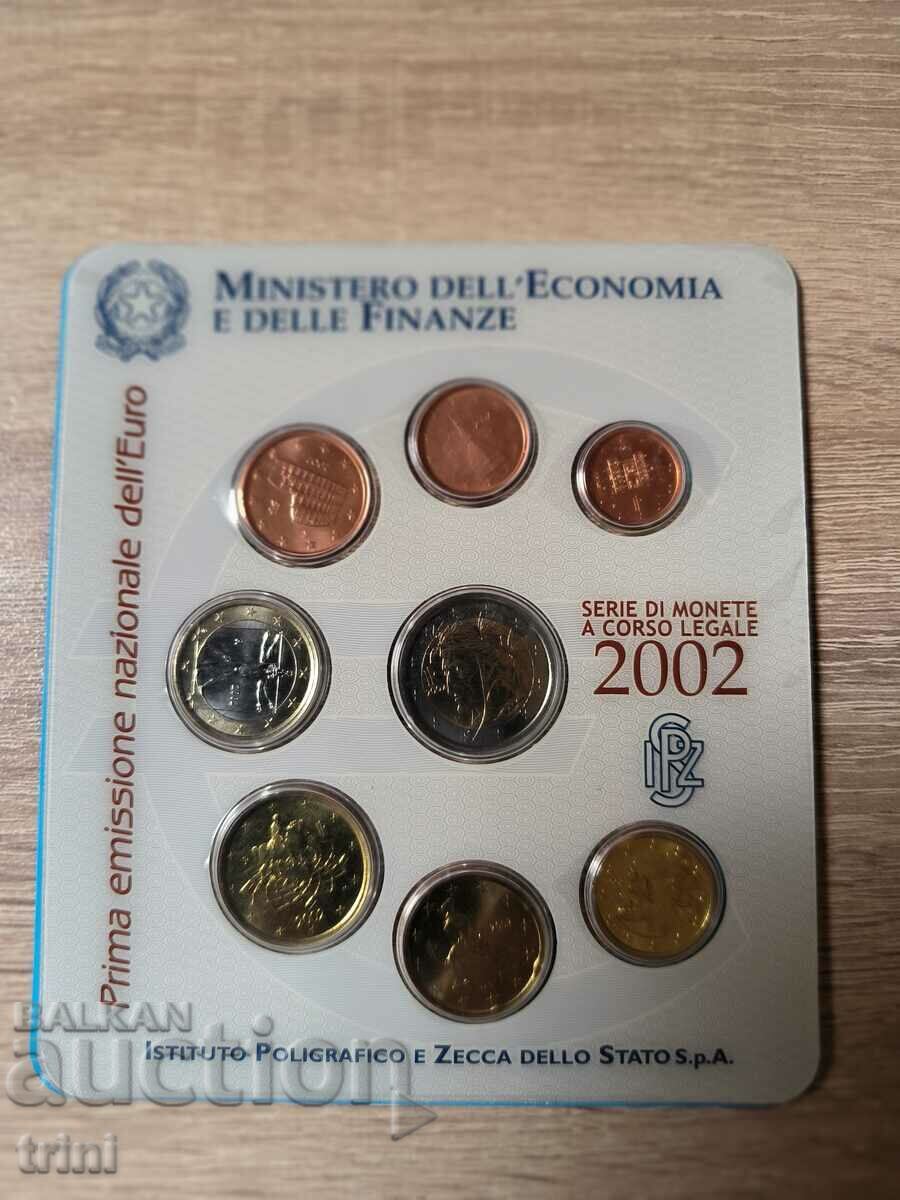 MINISTERO DELL'ECONOMIA
E DELLE FINANZE
Prima emissione nazionale dell'Euro
SERIE DI MONETE
A CORSO LEGALE
2002
IPZS
2002
ISTITUTO POLIGRAFICO E ZECCA DELLO STATO S.p.A.
BALKAN
auction
trini